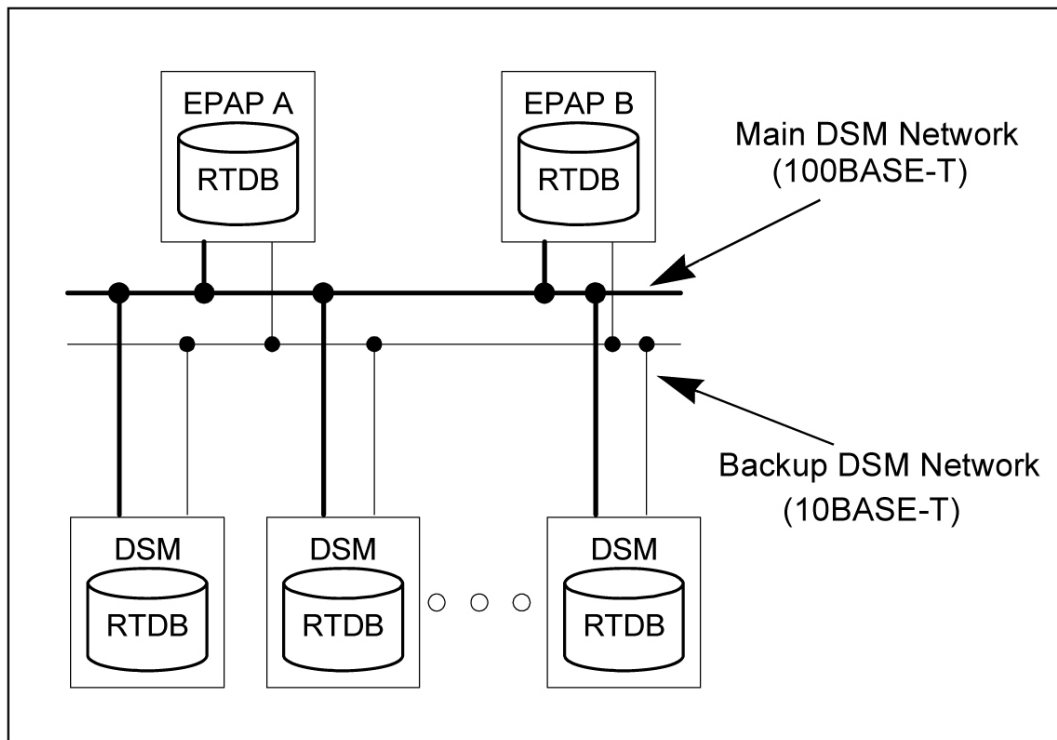 EPAP A
RTDB
EPAP B
RTDB
Main DSM Network
(100BASE-T)
Backup DSM Network
(10BASE-T)
DSM
RTDB
DSM
RTDB
DSM
RTDB